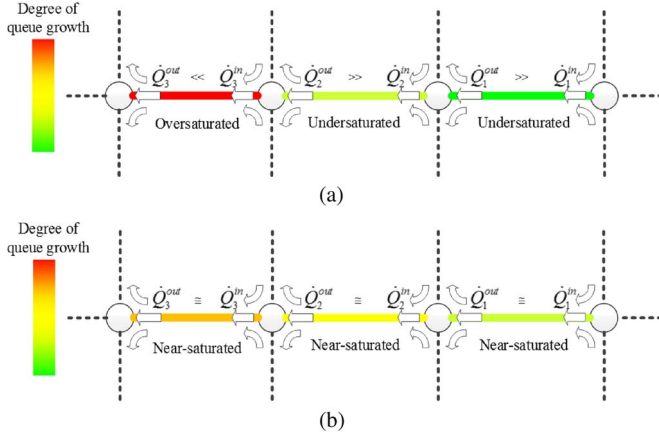 Degree of
queue growth
Q̇₃ᵒᵘᵗ << Q̇₃ⁱⁿ Q̇₂ᵒᵘᵗ >> Q̇₂ⁱⁿ Q̇₁ᵒᵘᵗ >> Q̇₁ⁱⁿ
Oversaturated Undersaturated Undersaturated
(a)
Degree of
queue growth
Q̇₃ᵒᵘᵗ ≅ Q̇₃ⁱⁿ Q̇₂ᵒᵘᵗ ≅ Q̇₂ⁱⁿ Q̇₁ᵒᵘᵗ ≅ Q̇₁ⁱⁿ
Near-saturated Near-saturated Near-saturated
(b)